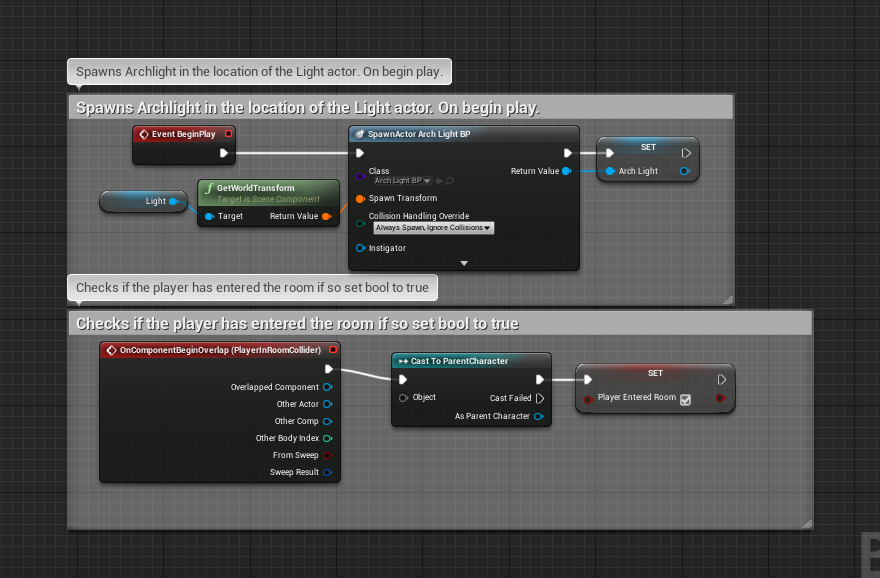 Spawns Archlight in the location of the Light actor. On begin play.
Spawns Archlight in the location of the Light actor. On begin play.
Event BeginPlay
SpawnActor Arch Light BP
SET
Class
Arch Light BP
Return Value
Arch Light
Light
GetWorldTransform
Target is Scene Component
Target
Return Value
Spawn Transform
Collision Handling Override
Always Spawn, Ignore Collisions
Instigator
Checks if the player has entered the room if so set bool to true
Checks if the player has entered the room if so set bool to true
OnComponentBeginOverlap (PlayerInRoomCollider)
Cast To ParentCharacter
SET
Overlapped Component
Other Actor
Other Comp
Other Body Index
From Sweep
Sweep Result
Object
Cast Failed
As Parent Character
Player Entered Room